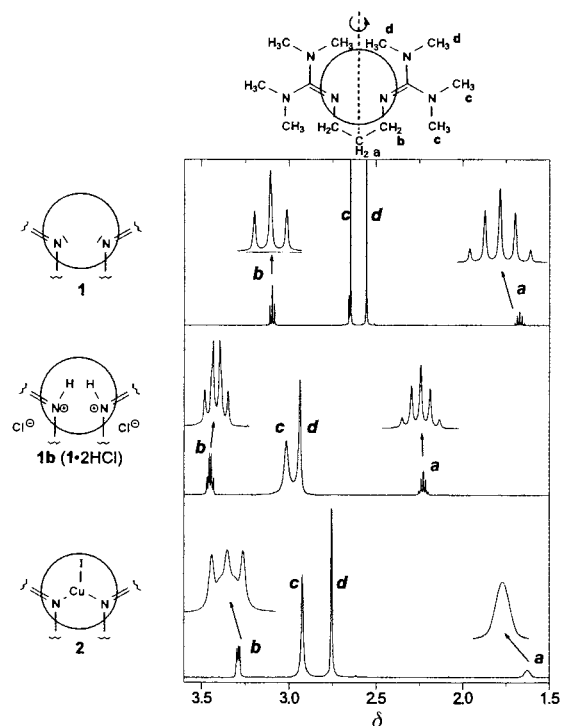 d
H₃C CH₃ H₃C CH₃ d
N N
H₃C N N N N CH₃ c
CH₃ H₂C CH₂ CH₃
C b c
H₂ a
N N
1
b c d a
H H
N⊕ ⊕N
Cl⊖ Cl⊖
1b (1•2HCl)
b c d a
I
Cu
N N
2
b c d a
3.5 3.0 2.5 2.0 1.5
δ